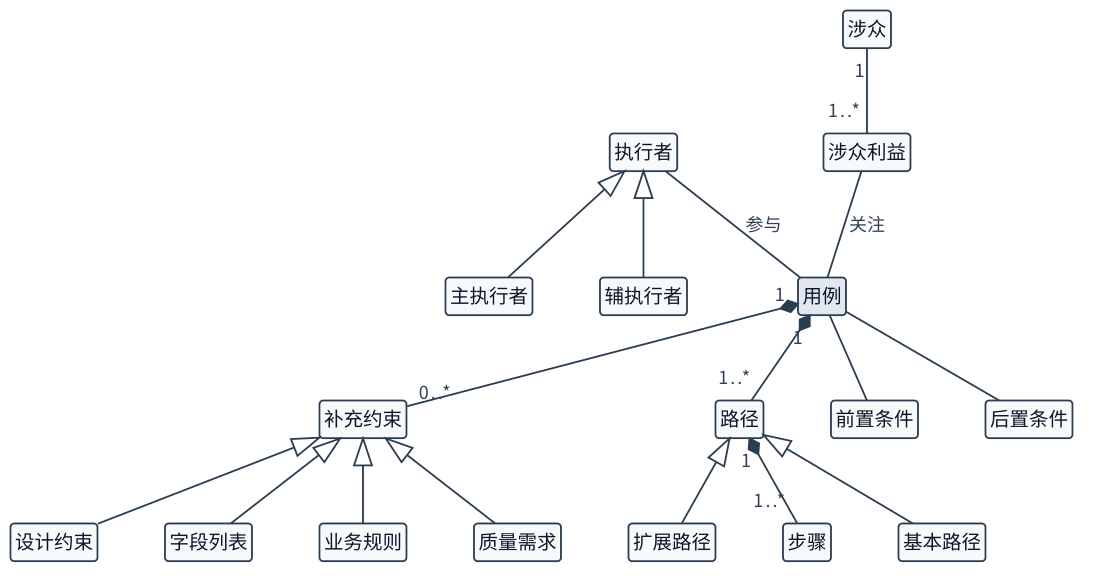 涉众
1
1..*
执行者
涉众利益
参与
关注
主执行者
辅执行者
1
用例
1
1..*
0..*
补充约束
路径
前置条件
后置条件
1
1..*
设计约束
字段列表
业务规则
质量需求
扩展路径
步骤
基本路径